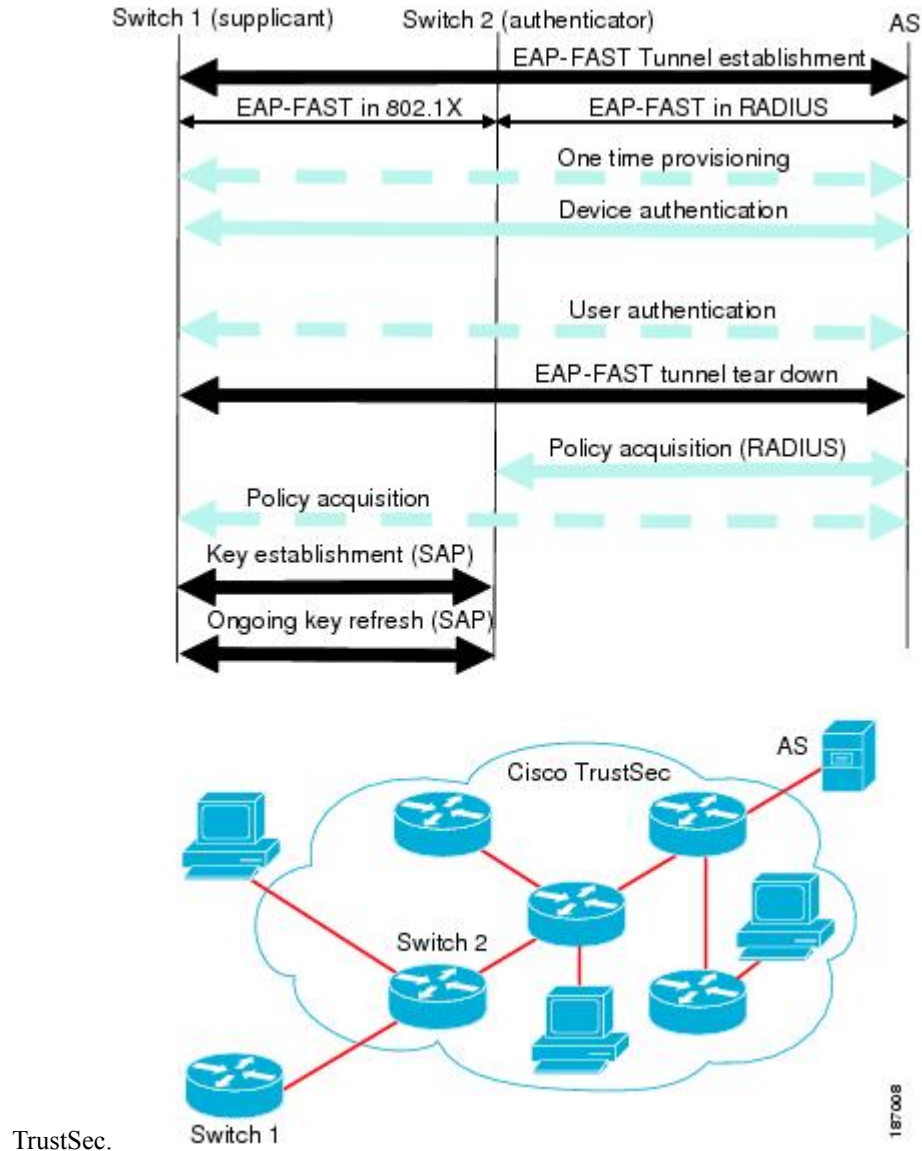 Switch 1 (supplicant) Switch 2 (authenticator) AS
EAP-FAST Tunnel establishment
EAP-FAST in 802.1X EAP-FAST in RADIUS
One time provisioning
Device authentication
User authentication
EAP-FAST tunnel tear down
Policy acquisition (RADIUS)
Policy acquisition
Key establishment (SAP)
Ongoing key refresh (SAP)
AS
Cisco TrustSec
Switch 2
Switch 1
187008
TrustSec.